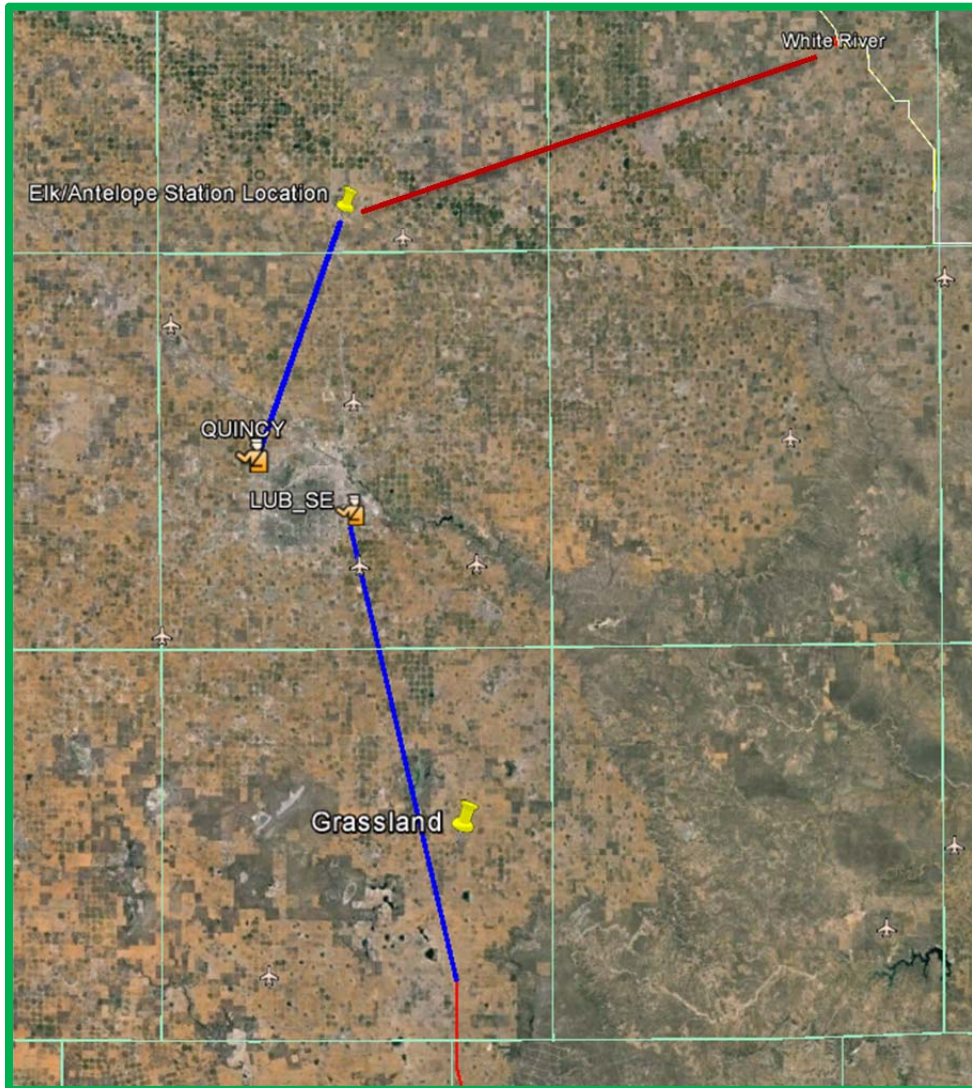 White River
Elk/Antelope Station Location
QUINCY
LUB_SE
Grassland